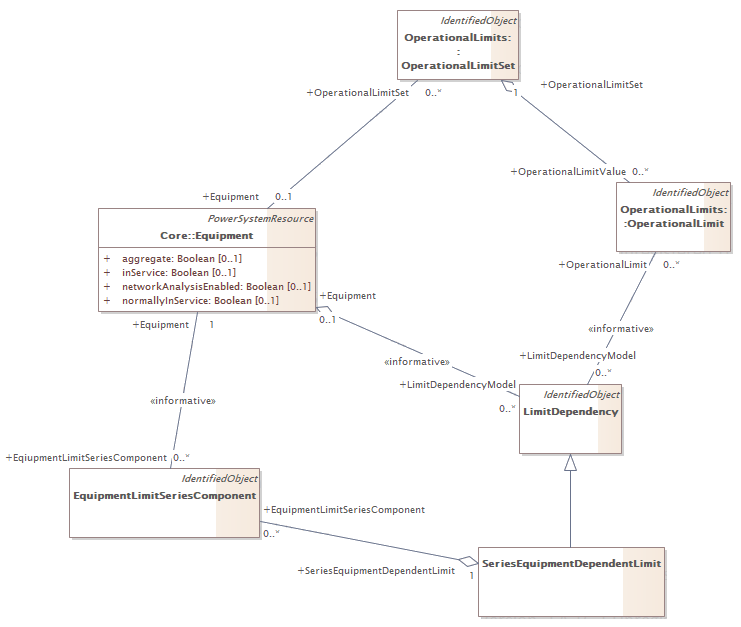 IdentifiedObject
OperationalLimits:
:
OperationalLimitSet
+OperationalLimitSet
0..*
1
+OperationalLimitSet
+OperationalLimitValue 0..*
+Equipment
0..1
IdentifiedObject
OperationalLimits:
:OperationalLimit
PowerSystemResource
Core::Equipment
+ aggregate: Boolean [0..1]
+ inService: Boolean [0..1]
+ networkAnalysisEnabled: Boolean [0..1]
+ normallyInService: Boolean [0..1]
+OperationalLimit
0..*
+Equipment
0..1
+Equipment
1
«informative»
+LimitDependencyModel
0..*
«informative»
+LimitDependencyModel
0..*
IdentifiedObject
LimitDependency
«informative»
+EqiupmentLimitSeriesComponent 0..*
IdentifiedObject
EquipmentLimitSeriesComponent
+EquipmentLimitSeriesComponent
0..*
+SeriesEquipmentDependentLimit
1
SeriesEquipmentDependentLimit